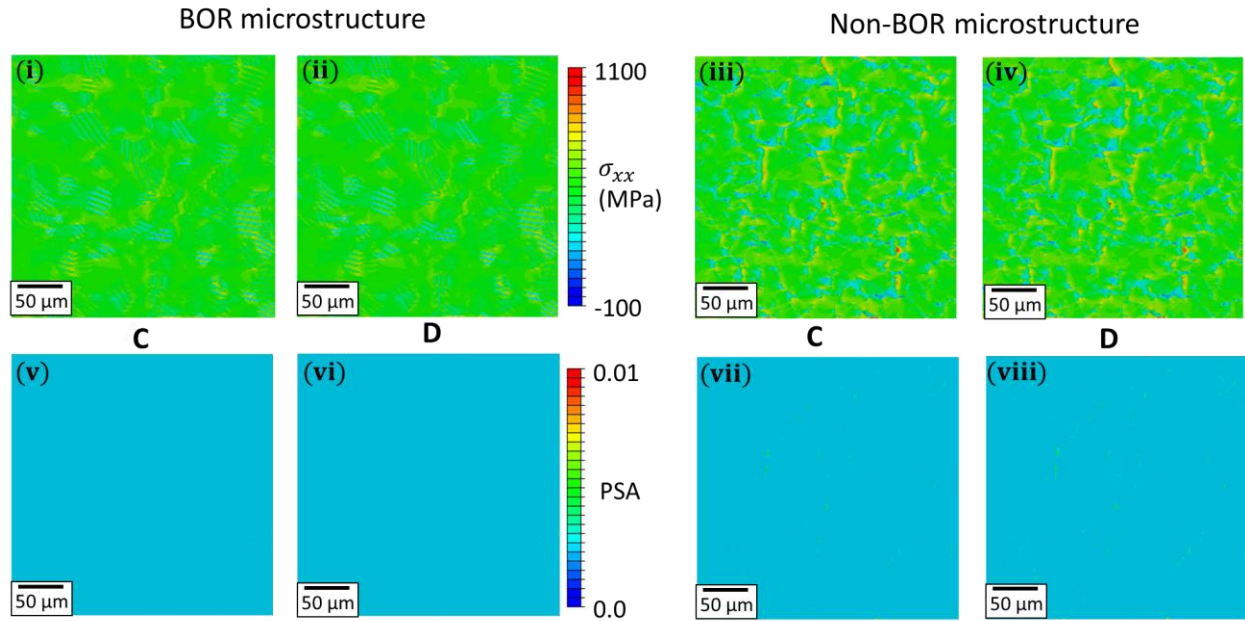 BOR microstructure
Non-BOR microstructure
(i)
(ii)
1100
σxx
(MPa)
-100
(iii)
(iv)
50 μm
50 μm
50 μm
50 μm
C
D
C
D
(v)
(vi)
0.01
PSA
0.0
(vii)
(viii)
50 μm
50 μm
50 μm
50 μm